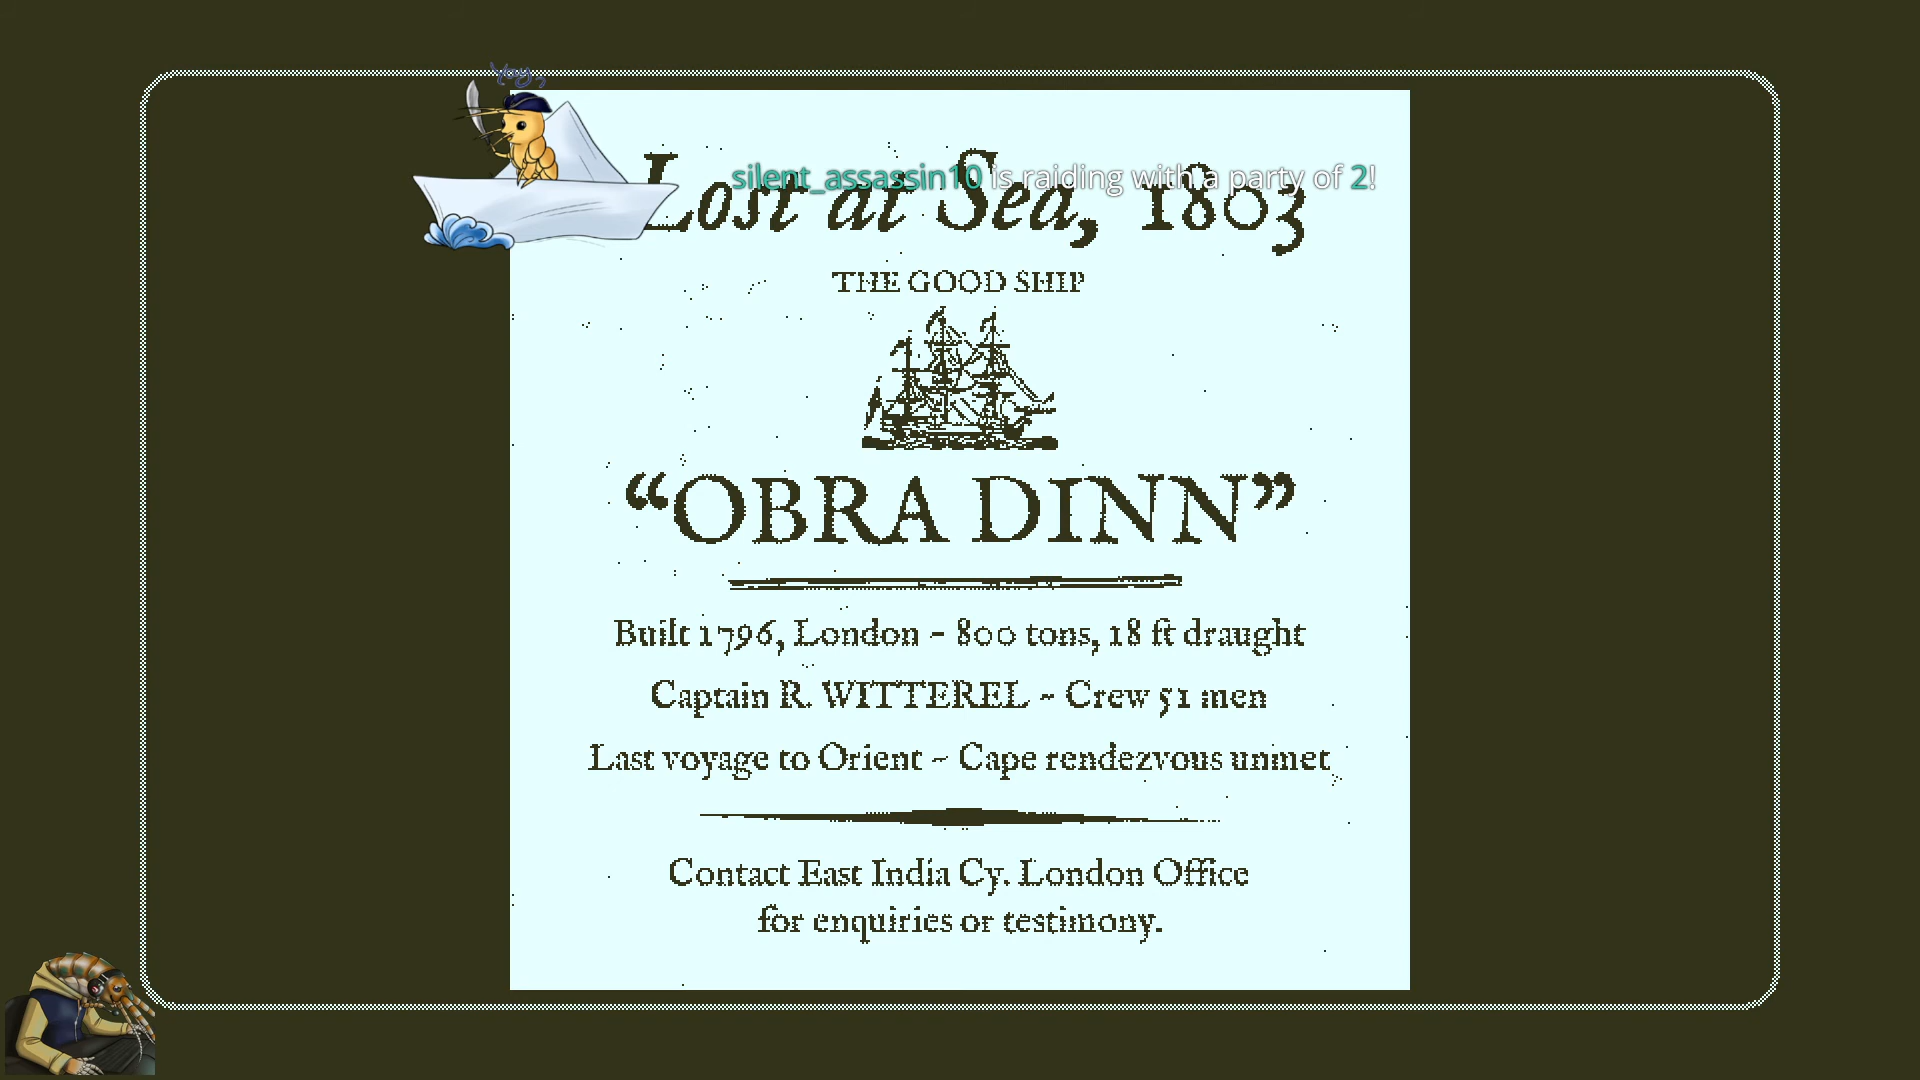 Yay
silent_assassin10 is raiding with a party of 2!
Lost at Sea, 1803
THE GOOD SHIP
“OBRA DINN”
Built 1796, London ~ 800 tons, 18 ft draught
Captain R. WITTEREL ~ Crew 51 men
Last voyage to Orient ~ Cape rendezvous unmet
Contact East India Cy. London Office
for enquiries or testimony.